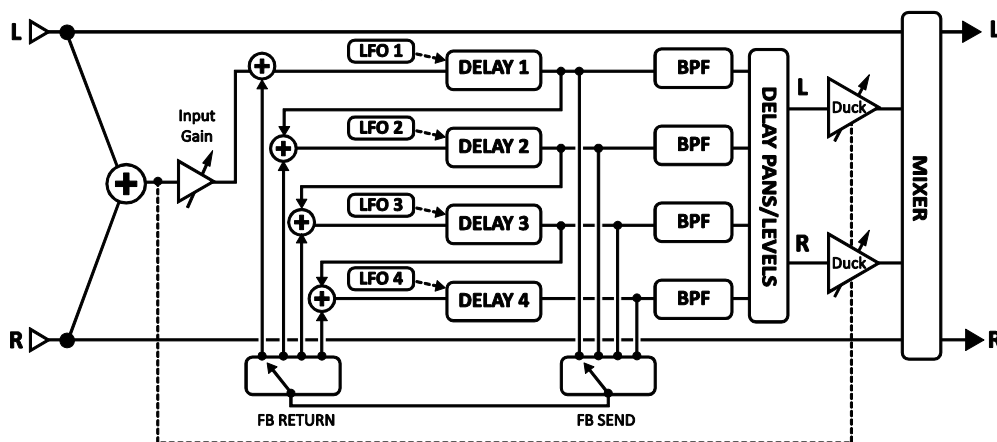 L
L
LFO 1
DELAY 1
BPF
Input
Gain
LFO 2
DELAY 2
BPF
LFO 3
DELAY 3
BPF
LFO 4
DELAY 4
BPF
DELAY PANS/LEVELS
L
Duck
R
Duck
MIXER
R
R
FB RETURN
FB SEND